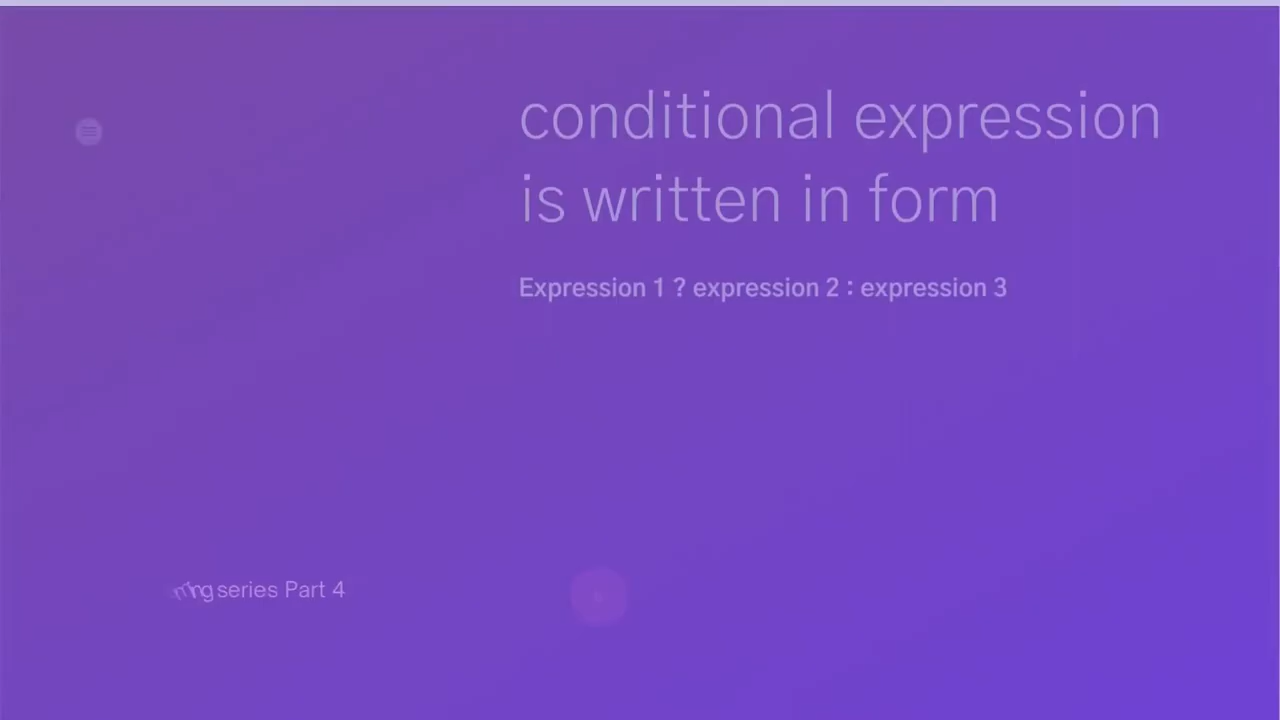 conditional expression
is written in form
Expression 1 ? expression 2 : expression 3
series Part 4